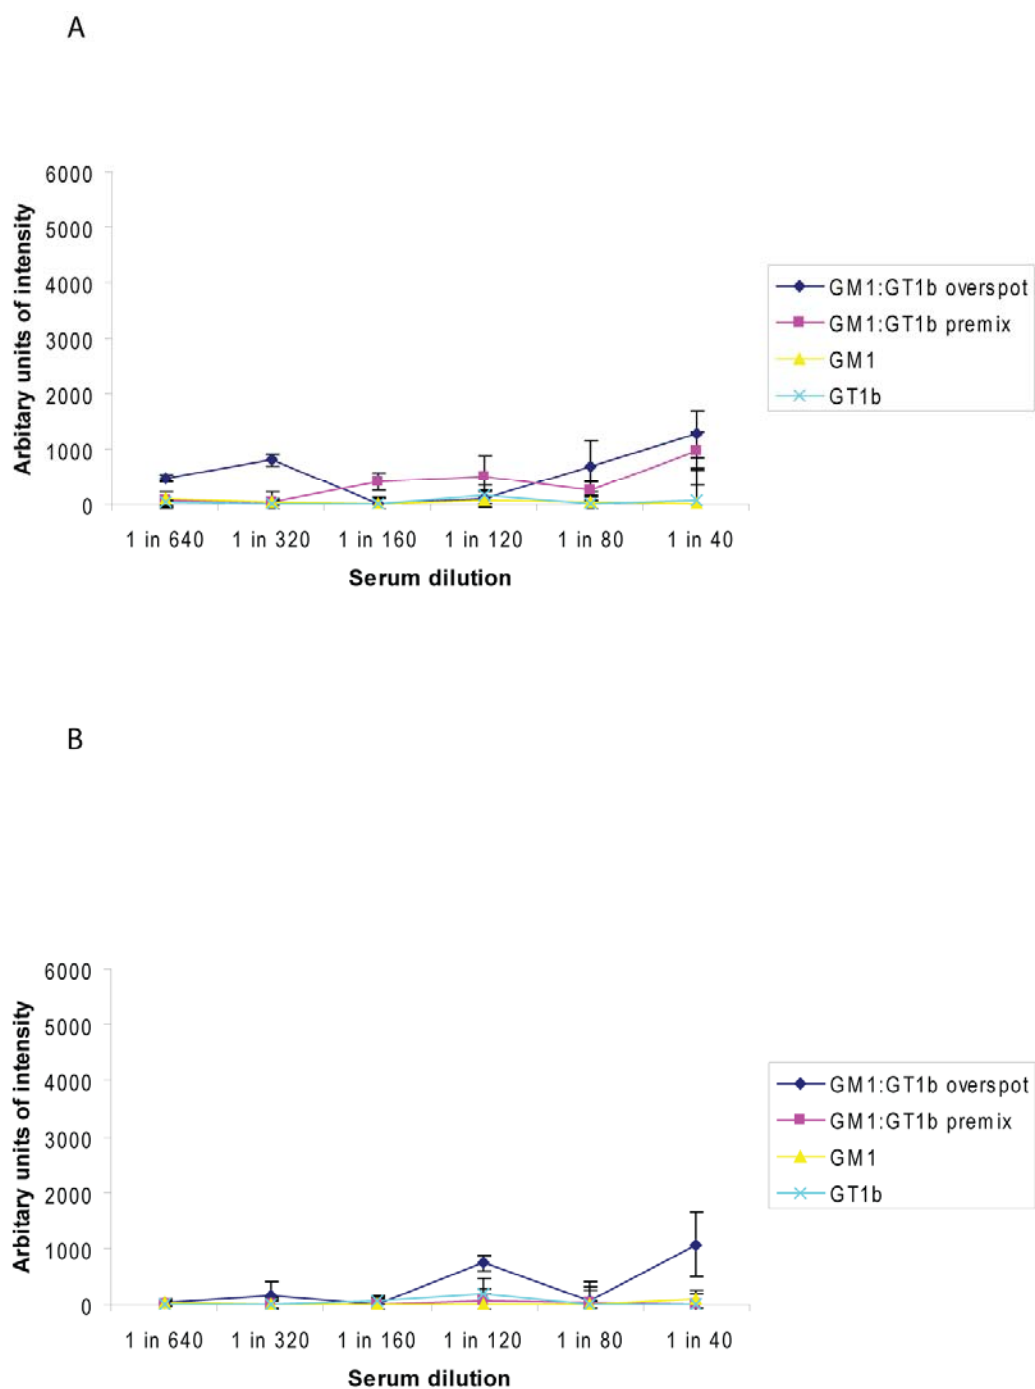 A
6000
5000
4000
3000
2000
1000
0
Arbitary units of intensity
1 in 640
1 in 320
1 in 160
1 in 120
1 in 80
1 in 40
Serum dilution
GM1:GT1b overspot
GM1:GT1b premix
GM1
GT1b
B
6000
5000
4000
3000
2000
1000
0
Arbitary units of intensity
1 in 640
1 in 320
1 in 160
1 in 120
1 in 80
1 in 40
Serum dilution
GM1:GT1b overspot
GM1:GT1b premix
GM1
GT1b